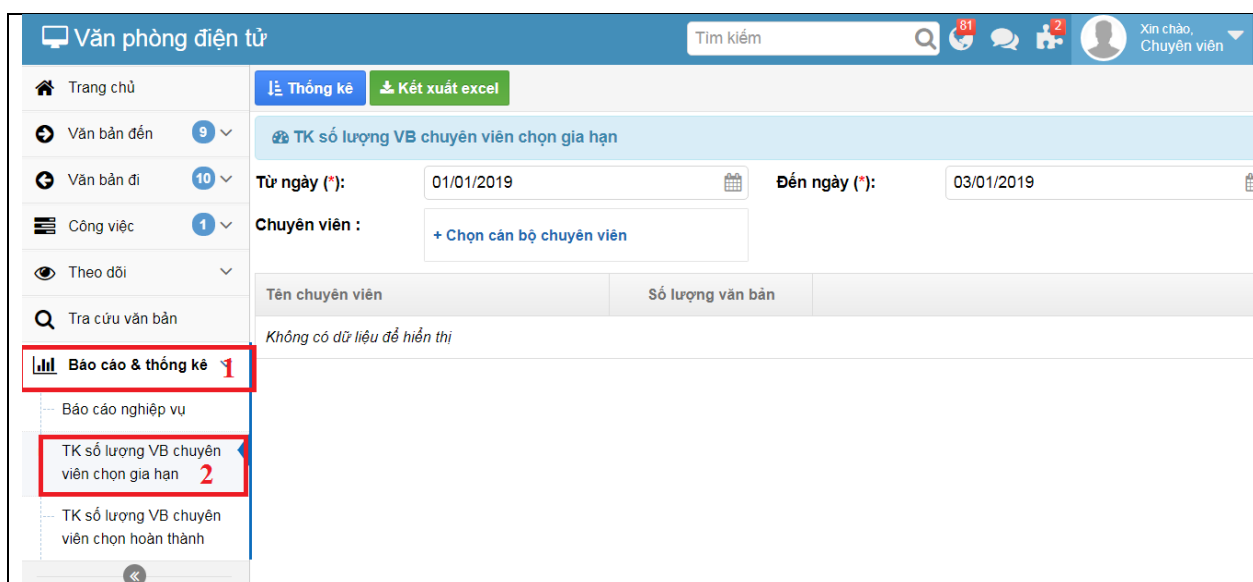 Văn phòng điện tử
Tìm kiếm
81
2
Xin chào,
Chuyên viên
Trang chủ
Văn bản đến 9
Văn bản đi 10
Công việc 1
Theo dõi
Tra cứu văn bản
Báo cáo & thống kê 1
Báo cáo nghiệp vụ
TK số lượng VB chuyên
viên chọn gia hạn 2
TK số lượng VB chuyên
viên chọn hoàn thành
Thống kê Kết xuất excel
TK số lượng VB chuyên viên chọn gia hạn
Từ ngày (*): 01/01/2019 Đến ngày (*): 03/01/2019
Chuyên viên :
+ Chọn cán bộ chuyên viên
Tên chuyên viên Số lượng văn bản
Không có dữ liệu để hiển thị